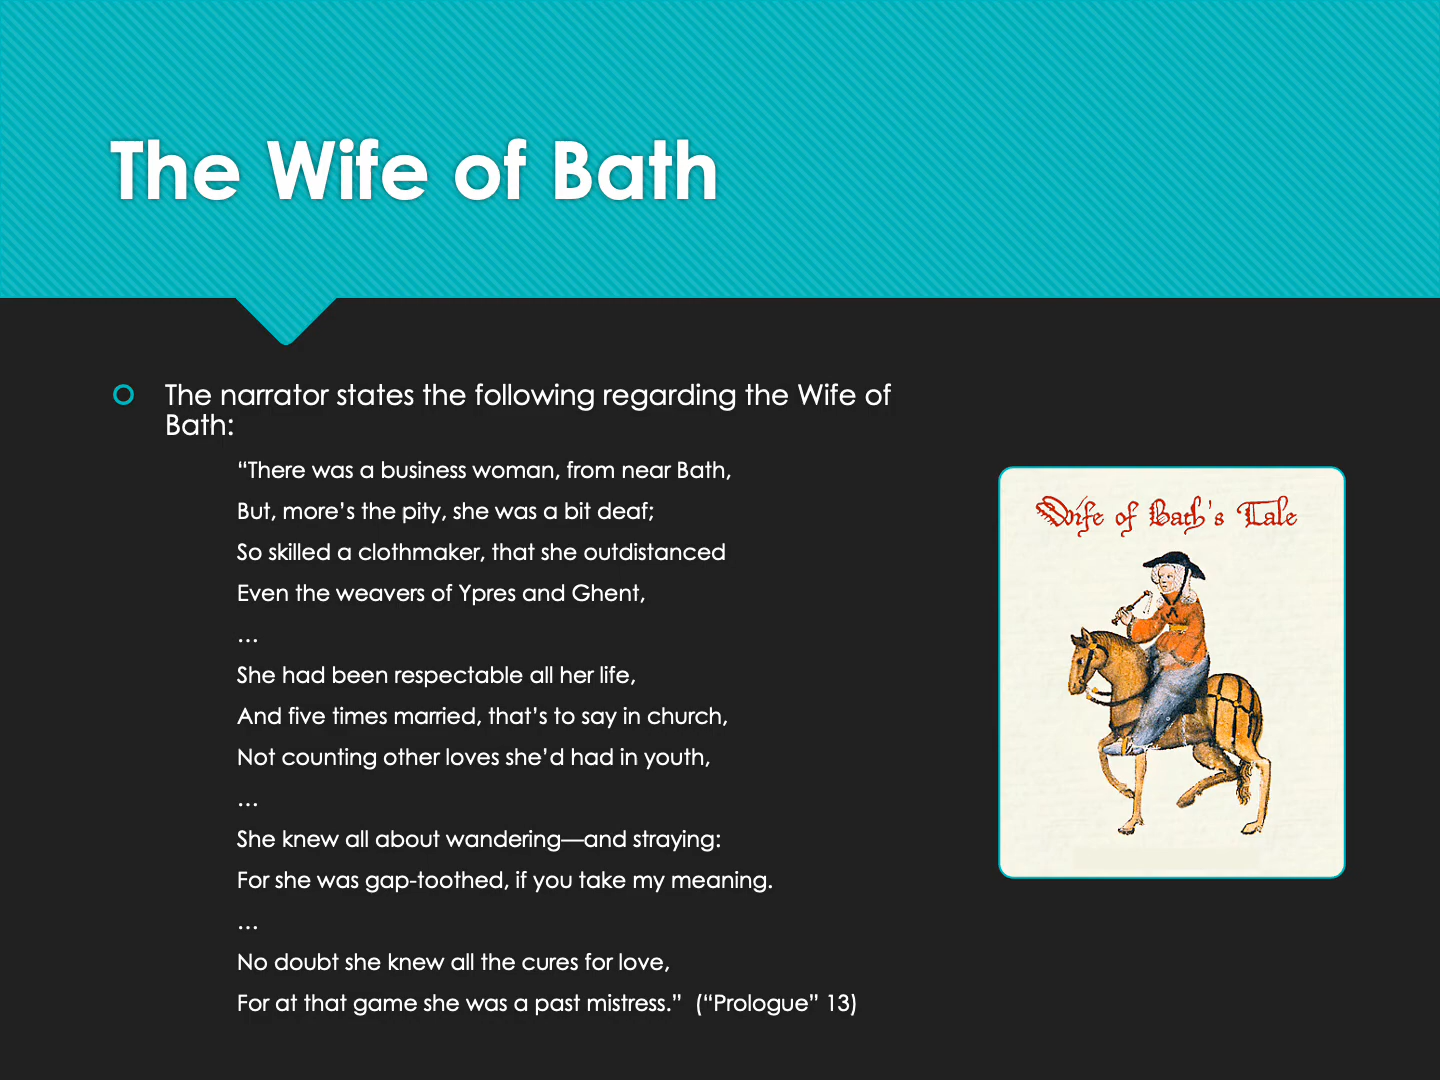 The Wife of Bath
The narrator states the following regarding the Wife of
Bath:
“There was a business woman, from near Bath,
But, more’s the pity, she was a bit deaf;
So skilled a clothmaker, that she outdistanced
Even the weavers of Ypres and Ghent,
…
She had been respectable all her life,
And five times married, that’s to say in church,
Not counting other loves she’d had in youth,
…
She knew all about wandering—and straying:
For she was gap-toothed, if you take my meaning.
…
No doubt she knew all the cures for love,
For at that game she was a past mistress.” (“Prologue” 13)
Wife of Bath's Tale